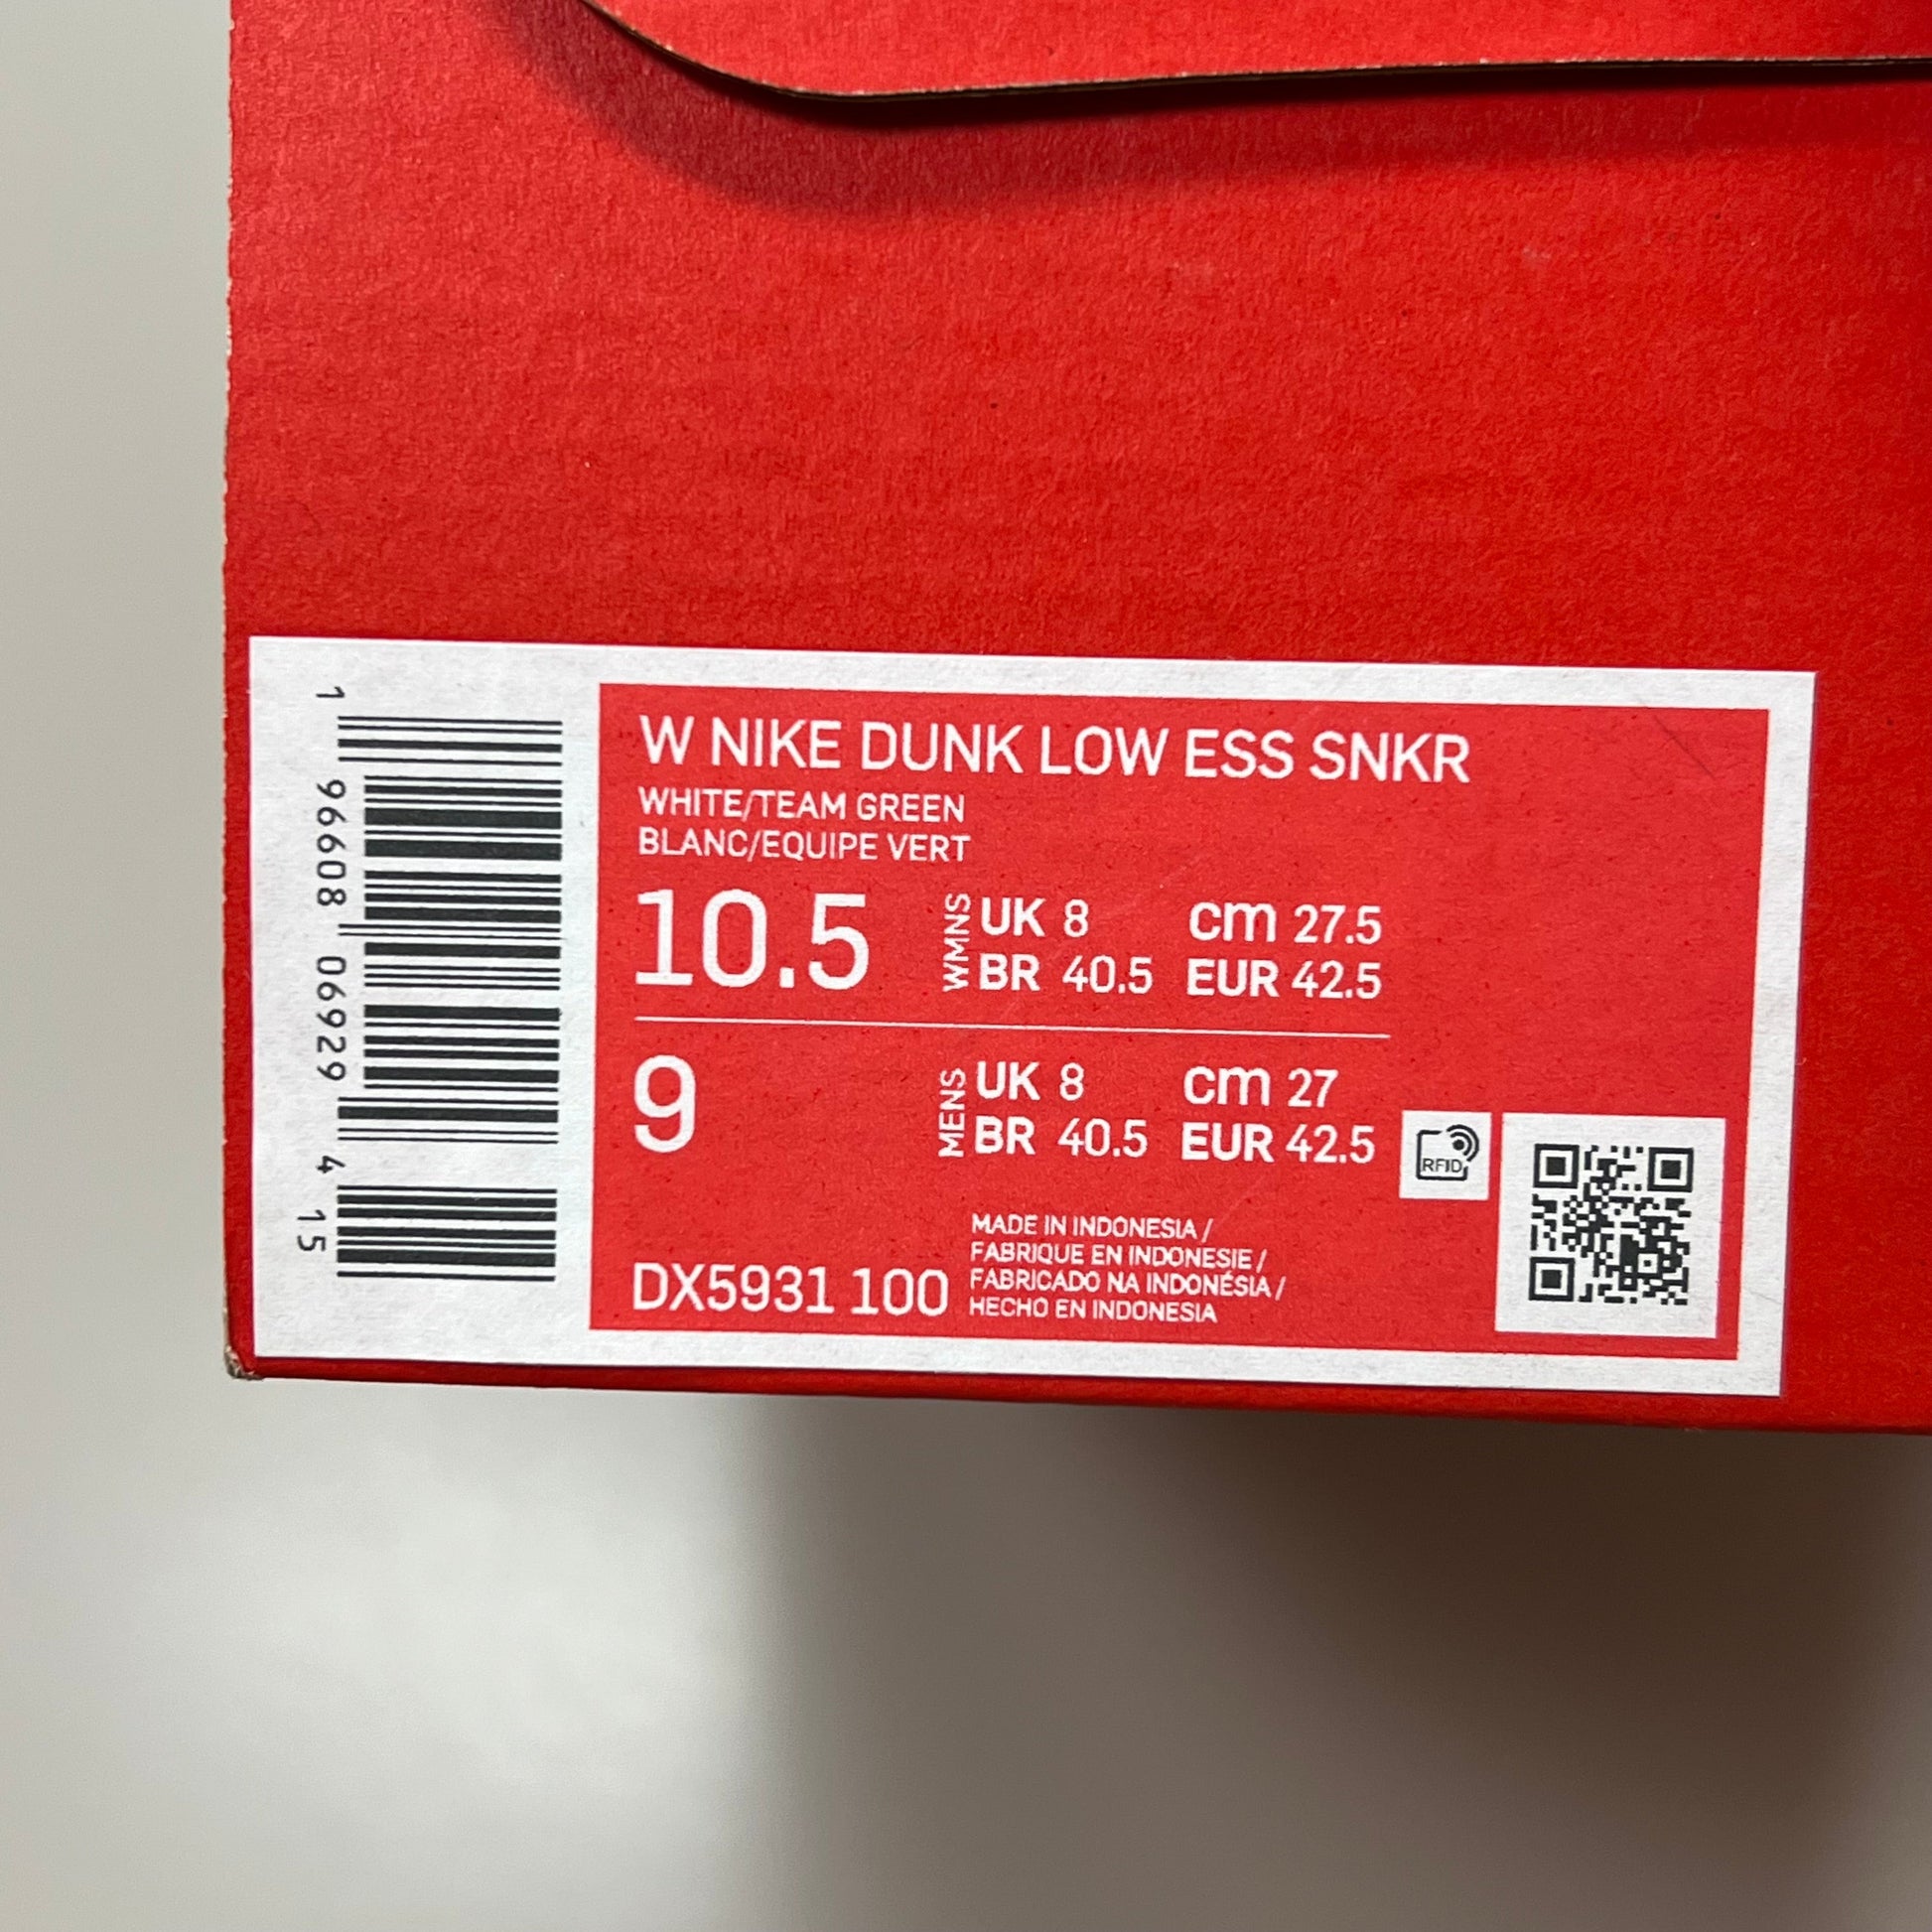 1 96608 06929 4 15
W NIKE DUNK LOW ESS SNKR
WHITE/TEAM GREEN
BLANC/EQUIPE VERT
10.5
WMNS
UK 8 cm 27.5
BR 40.5 EUR 42.5
9
MENS
UK 8 cm 27
BR 40.5 EUR 42.5
RFID
DX5931 100
MADE IN INDONESIA /
FABRIQUE EN INDONESIE /
FABRICADO NA INDONÉSIA /
HECHO EN INDONESIA